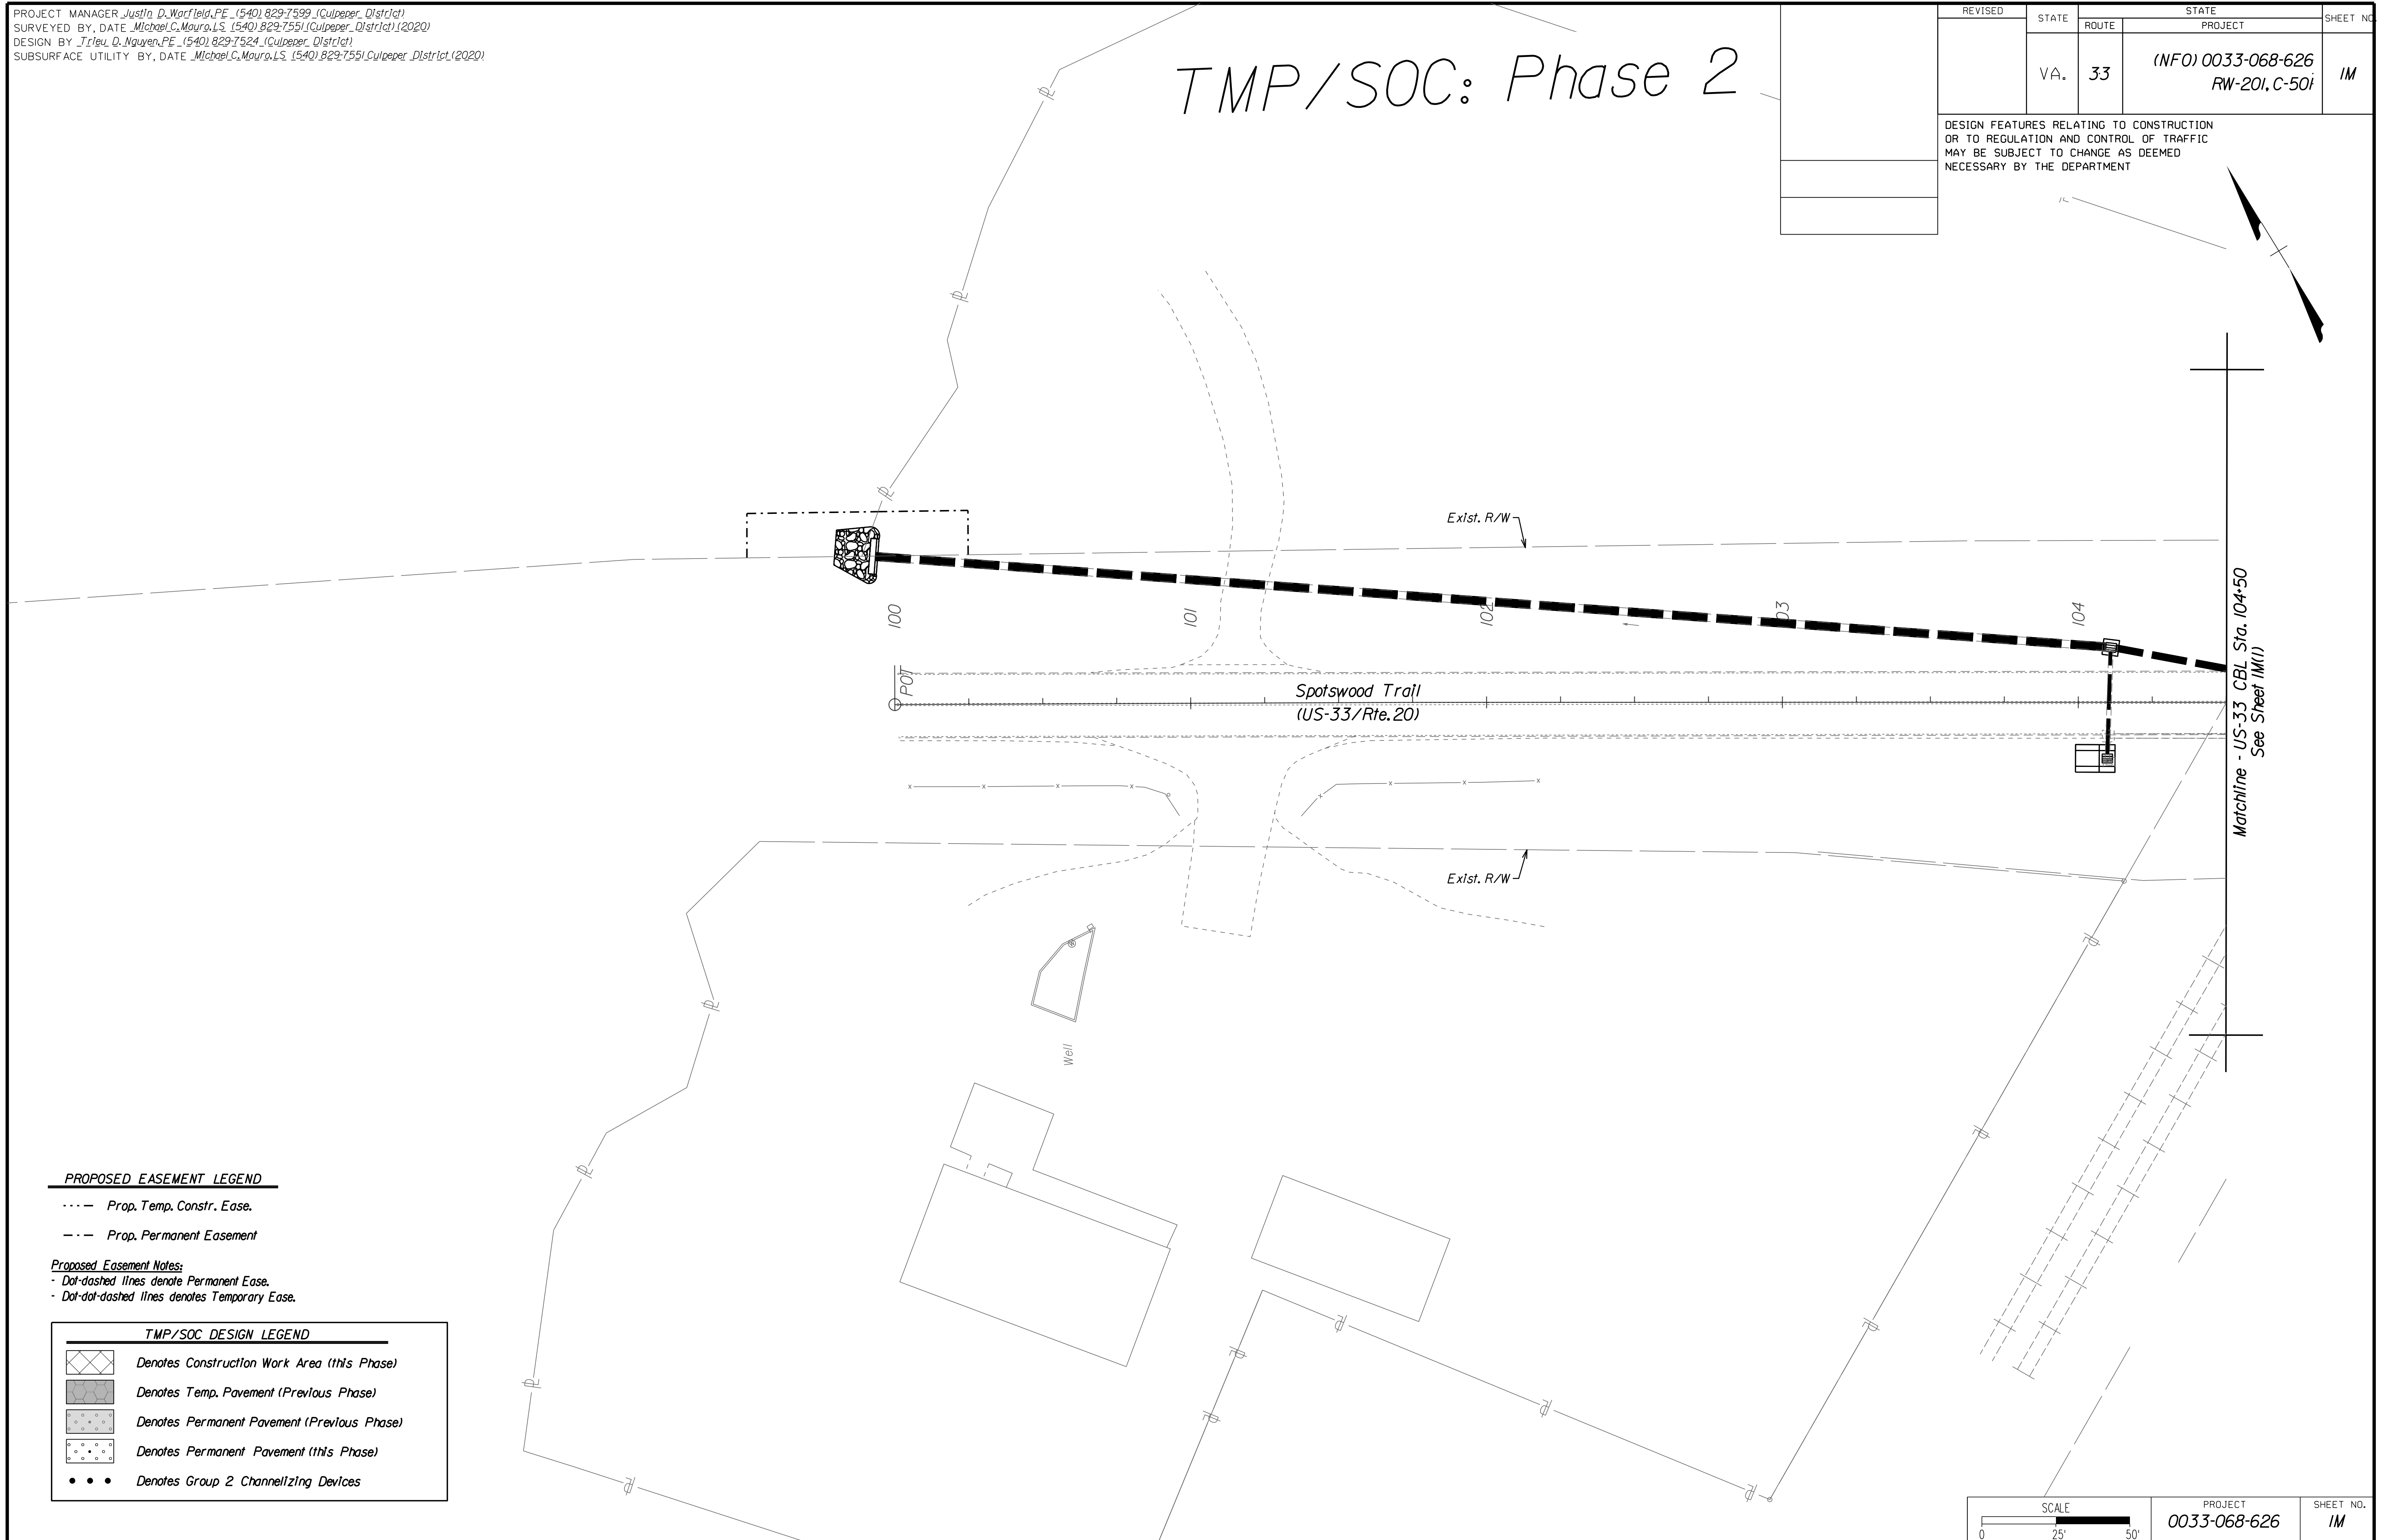 PROJECT MANAGER Justin D. Warfield, PE (540) 829-7599 (Culpeper District)
SURVEYED BY, DATE Michael C. Mauro, LS (540) 829-7551 (Culpeper District) (2020)
DESIGN BY Trieu D. Nguyen, PE (540) 829-7524 (Culpeper District)
SUBSURFACE UTILITY BY, DATE Michael C. Mauro, LS (540) 829-7551 Culpeper District (2020)
TMP/SOC: Phase 2
REVISED
STATE
STATE
SHEET NO.
ROUTE
PROJECT
VA.
33
(NFO) 0033-068-626
RW-201, C-501
1M
DESIGN FEATURES RELATING TO CONSTRUCTION
OR TO REGULATION AND CONTROL OF TRAFFIC
MAY BE SUBJECT TO CHANGE AS DEEMED
NECESSARY BY THE DEPARTMENT
Exist. R/W
100
101
102
103
104
POT
Spotswood Trail
(US-33/Rte. 20)
Matchline - US-33 CBL Sta. 104+50
See Sheet 1M(1)
Exist. R/W
Well
PROPOSED EASEMENT LEGEND
Prop. Temp. Constr. Ease.
Prop. Permanent Easement
Proposed Easement Notes:
- Dot-dashed lines denote Permanent Ease.
- Dot-dot-dashed lines denotes Temporary Ease.
TMP/SOC DESIGN LEGEND
Denotes Construction Work Area (this Phase)
Denotes Temp. Pavement (Previous Phase)
Denotes Permanent Pavement (Previous Phase)
Denotes Permanent Pavement (this Phase)
Denotes Group 2 Channelizing Devices
SCALE
0 25' 50'
PROJECT
0033-068-626
SHEET NO.
1M